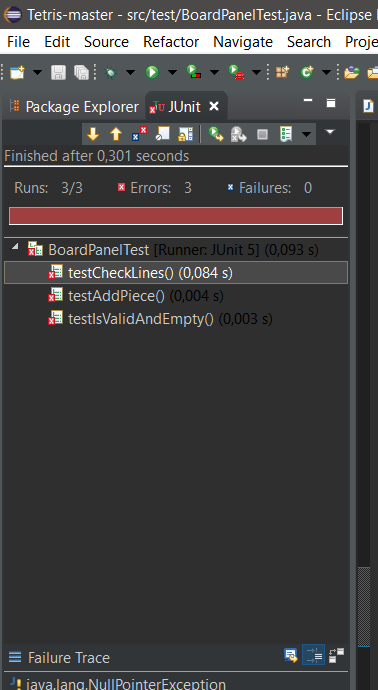 Tetris-master - src/test/BoardPanelTest.java - Eclipse
File Edit Source Refactor Navigate Search Proje
Package Explorer JUnit
Finished after 0,301 seconds
Runs: 3/3 Errors: 3 Failures: 0
BoardPanelTest [Runner: JUnit 5] (0,093 s)
testCheckLines() (0,084 s)
testAddPiece() (0,004 s)
testIsValidAndEmpty() (0,003 s)
Failure Trace
java.lang.NullPointerException